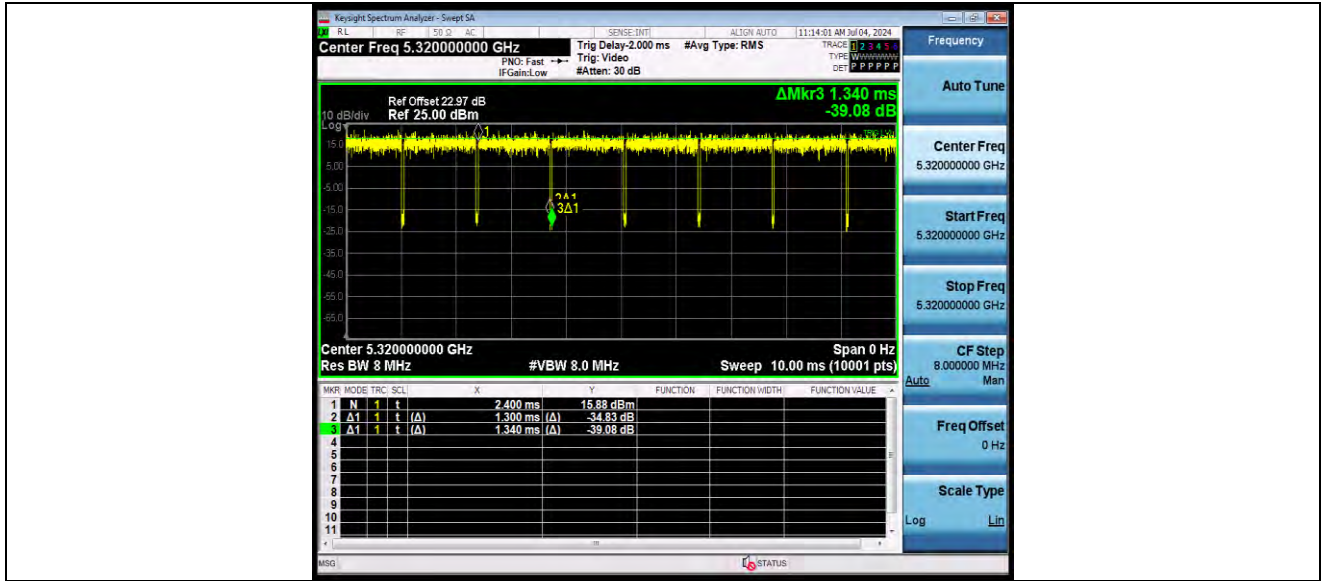 Keysight Spectrum Analyzer - Swept SA
RL RF 50 Ω AC SENSE:INT ALIGN AUTO 11:14:01 AM Jul 04, 2024
Center Freq 5.320000000 GHz Trig Delay-2.000 ms #Avg Type: RMS TRACE 1 2 3 4 5 6
PNO: Fast Trig: Video TYPE WWWWWW
IFGain:Low #Atten: 30 dB DET P P P P P P
Frequency
ΔMkr3 1.340 ms
-39.08 dB
Ref Offset 22.97 dB
10 dB/div Ref 25.00 dBm
Log
15.0
5.00
-5.00
-15.0
-25.0
-35.0
-45.0
-55.0
-65.0
1
3Δ1
Center 5.320000000 GHz Span 0 Hz
Res BW 8 MHz #VBW 8.0 MHz Sweep 10.00 ms (10001 pts)
MKR MODE TRC SCL X Y FUNCTION FUNCTION WIDTH FUNCTION VALUE
1 N 1 t 2.400 ms 15.88 dBm
2 Δ1 1 t (Δ) 1.300 ms (Δ) -34.83 dB
3 Δ1 1 t (Δ) 1.340 ms (Δ) -39.08 dB
4
5
6
7
8
9
10
11
MSG STATUS
Auto Tune
Center Freq
5.320000000 GHz
Start Freq
5.320000000 GHz
Stop Freq
5.320000000 GHz
CF Step
8.000000 MHz
Auto Man
Freq Offset
0 Hz
Scale Type
Log Lin